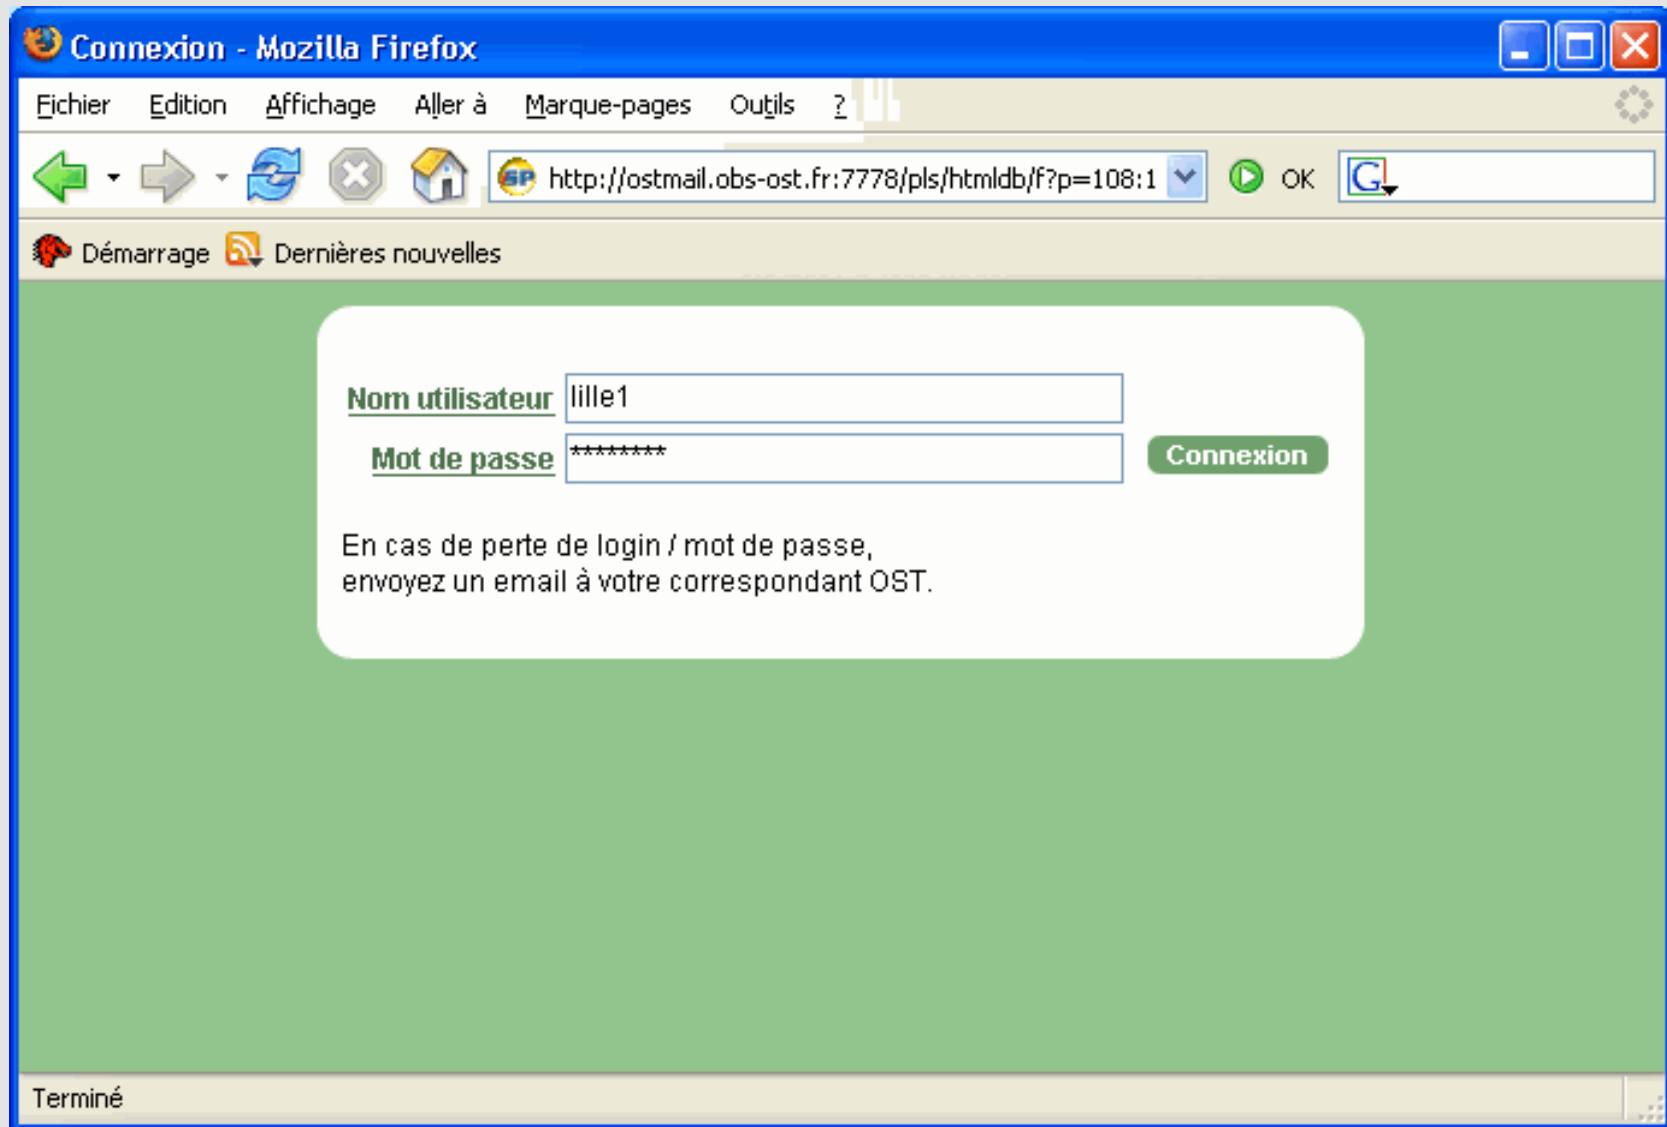 Connexion - Mozilla Firefox
Fichier Edition Affichage Aller à Marque-pages Outils ?
http://ostmail.obs-ost.fr:7778/pls/htmldb/f?p=108:1 OK G
Démarrage Dernières nouvelles
Nom utilisateur lille1
Mot de passe ******** Connexion
En cas de perte de login / mot de passe,
envoyez un email à votre correspondant OST.
Terminé